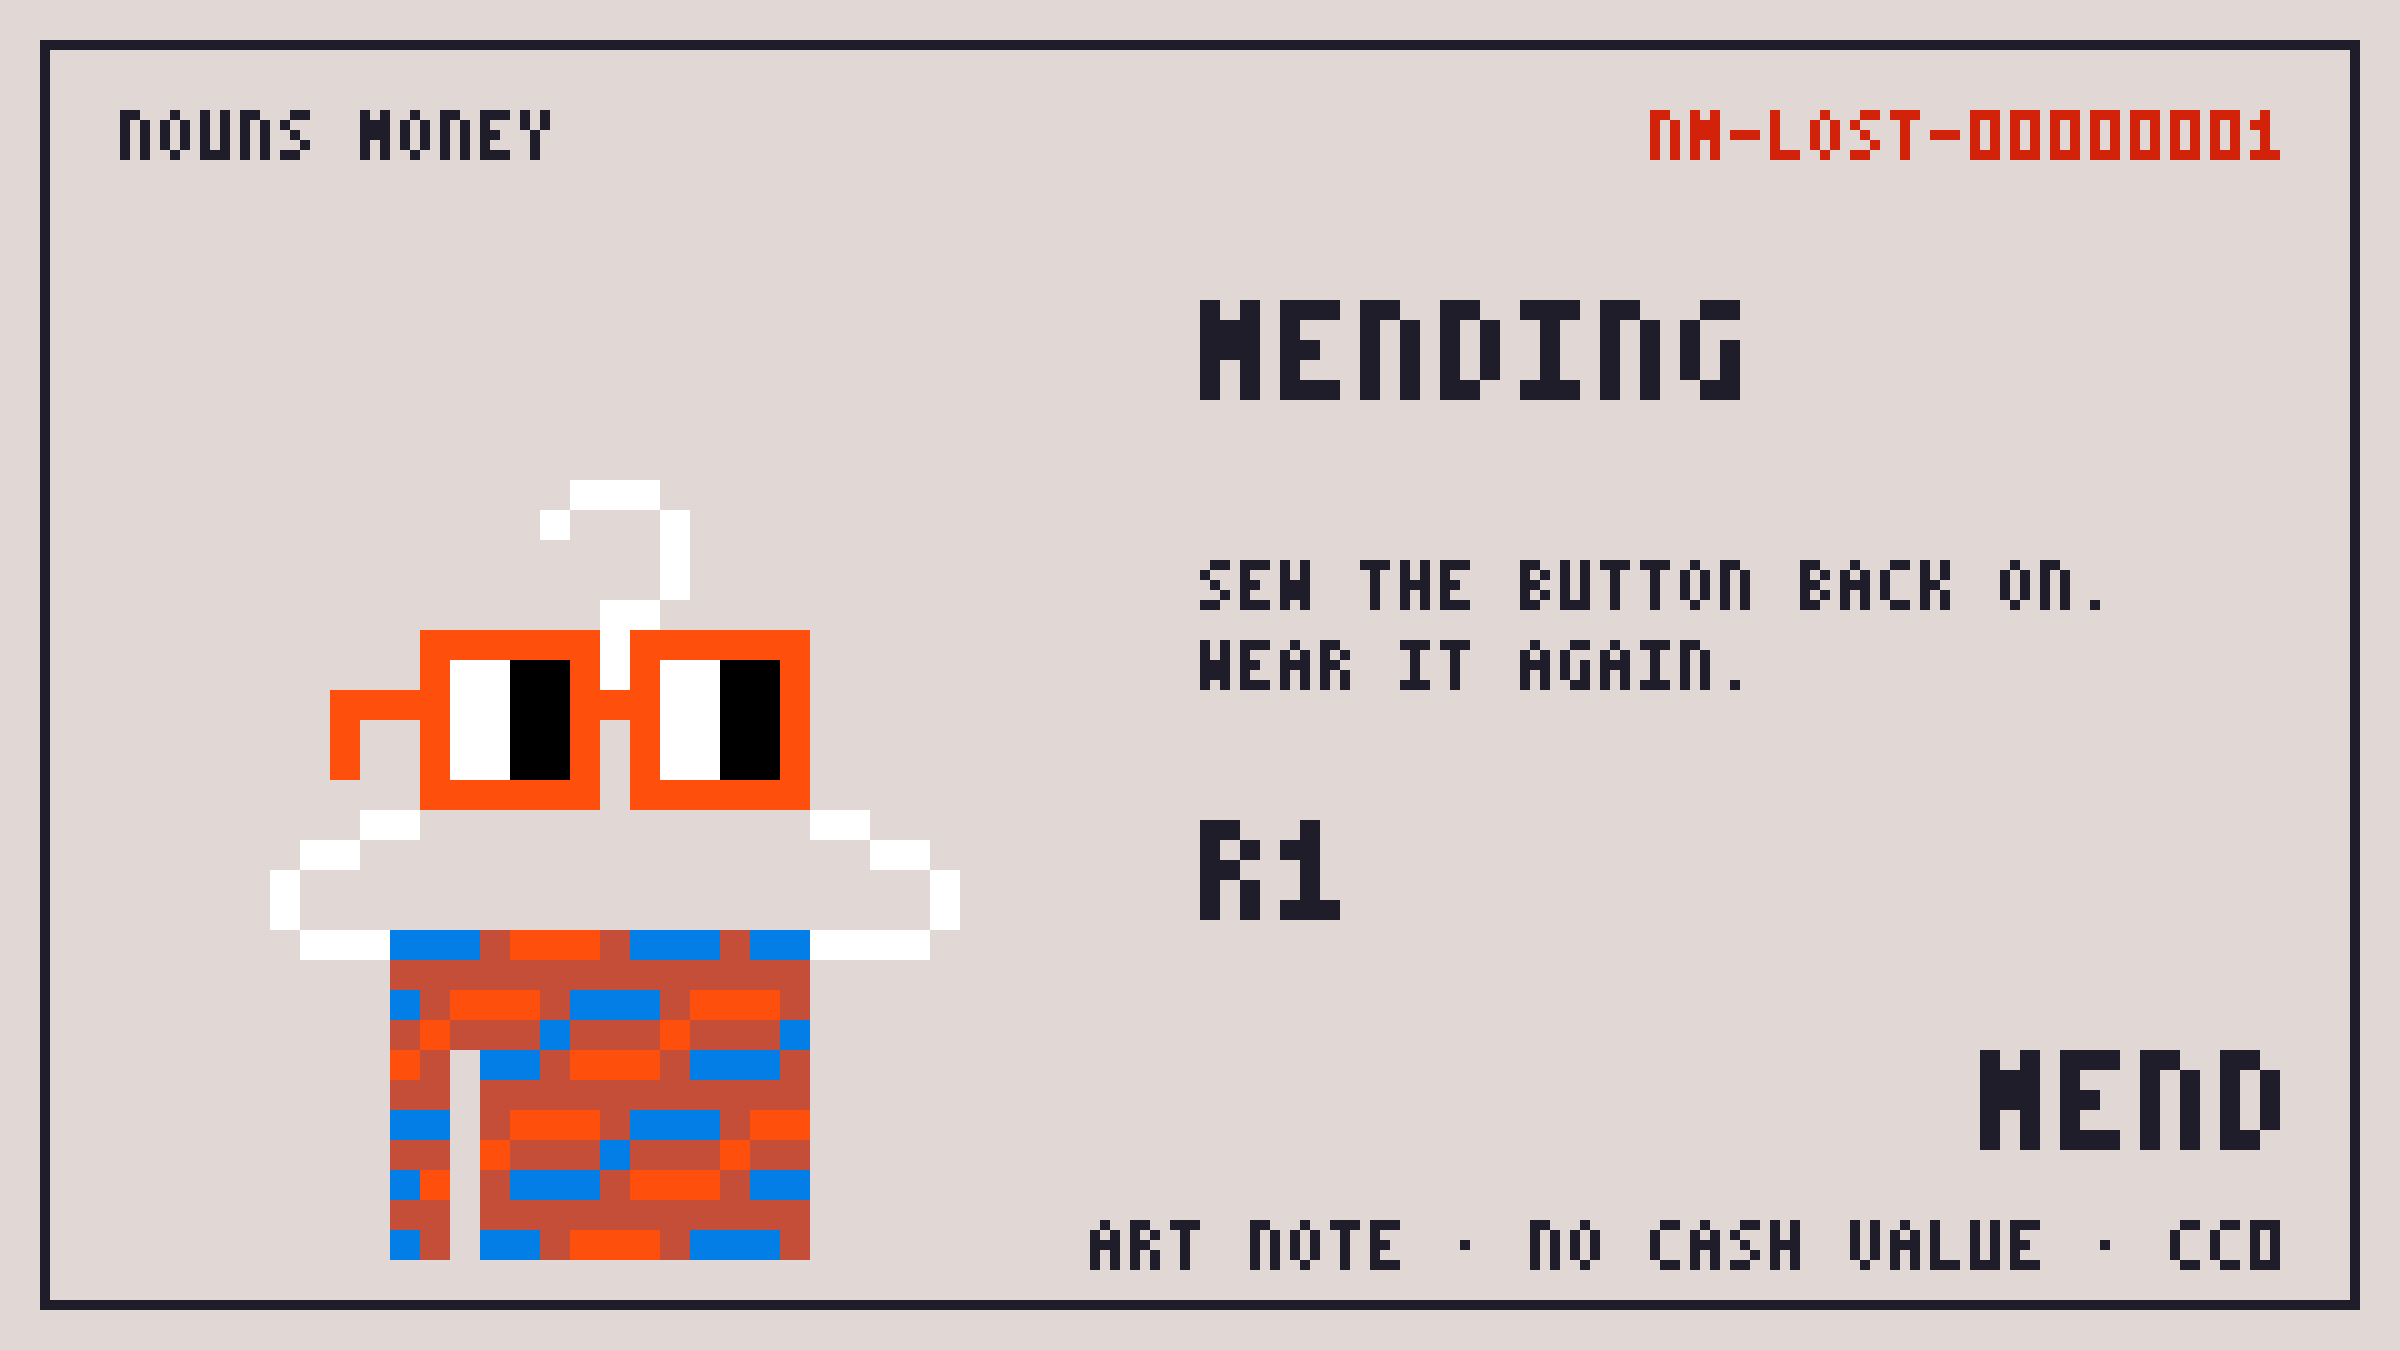 NOUNS MONEY
NM-LOST-00000001
MENDING
SEW THE BUTTON BACK ON.
WEAR IT AGAIN.
R1
MEND
ART NOTE · NO CASH VALUE · CC0